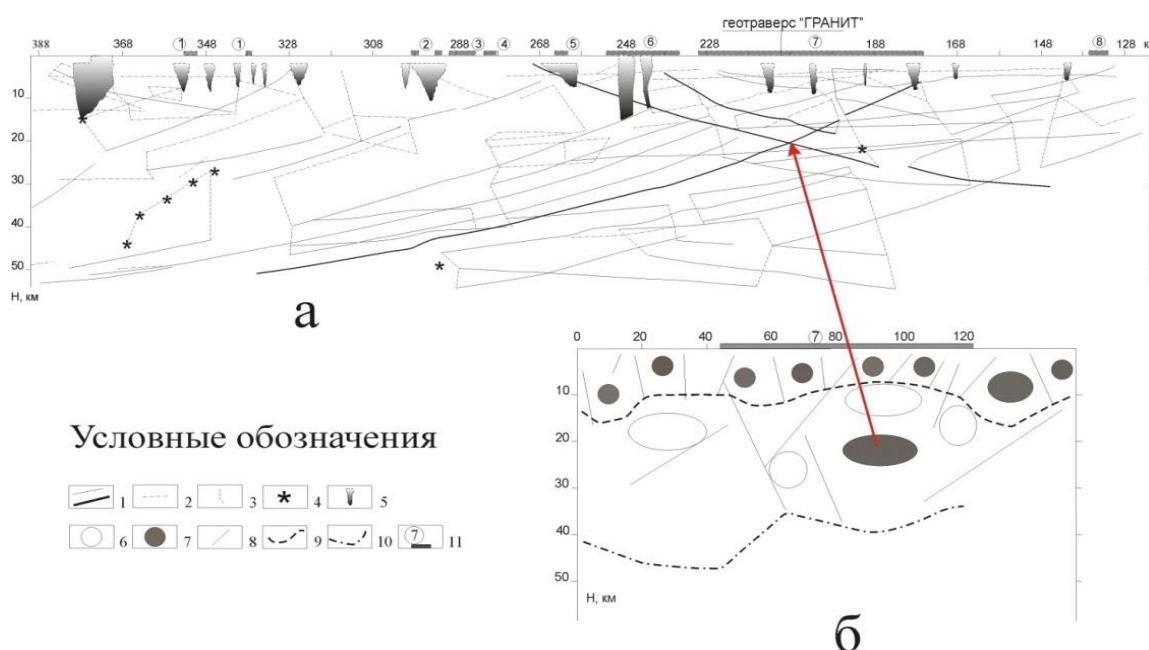 геотраверс "ГРАНИТ"
388 368 ① 348 ① 328 308 ② 288 ③ ④ 268 ⑤ 248 ⑥ 228 ⑦ 188 168 148 ⑧ 128 к
10
20
30
40
50
Н, км
а
0 20 40 60 ⑦ 80 100 120
10
20
30
40
50
Н, км
б
Условные обозначения
1 2 3 * 4 5
6 7 8 9 10 ⑦ 11